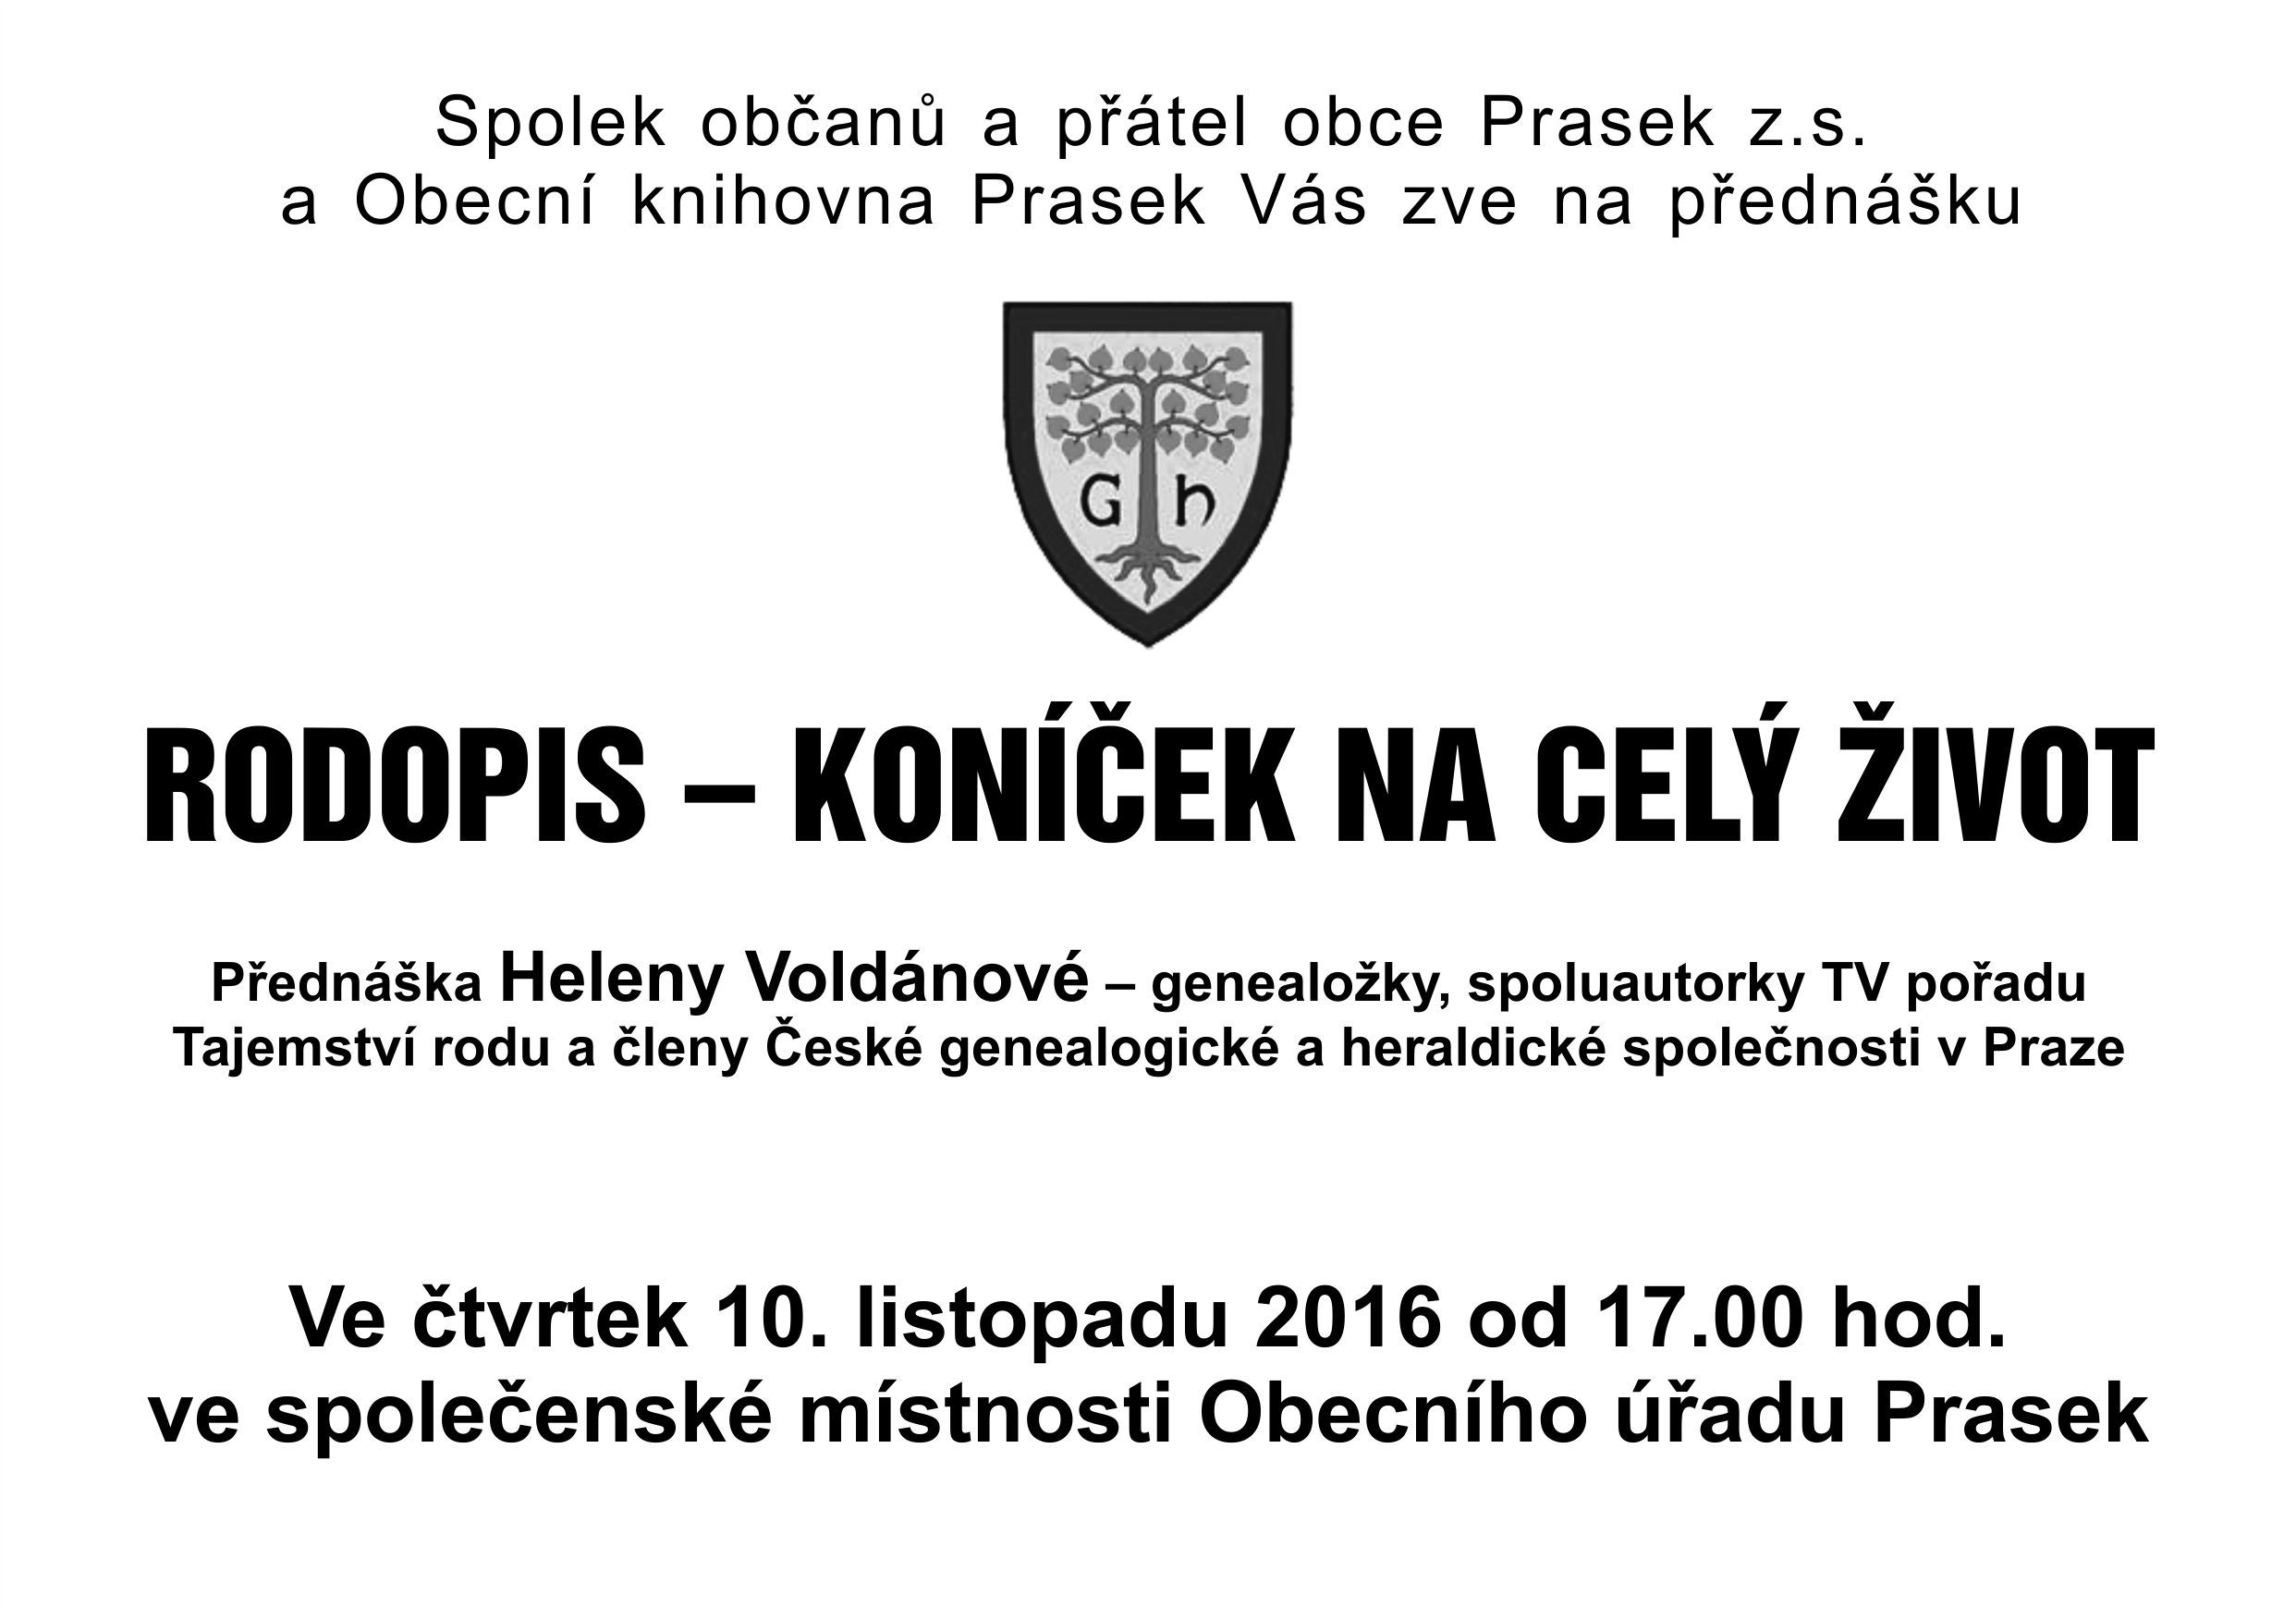 Spolek občanů a přátel obce Prasek z.s.
a Obecní knihovna Prasek Vás zve na přednášku
G h
RODOPIS – KONÍČEK NA CELÝ ŽIVOT
Přednáška Heleny Voldánové – genealožky, spoluautorky TV pořadu
Tajemství rodu a členy České genealogické a heraldické společnosti v Praze
Ve čtvrtek 10. listopadu 2016 od 17.00 hod.
ve společenské místnosti Obecního úřadu Prasek